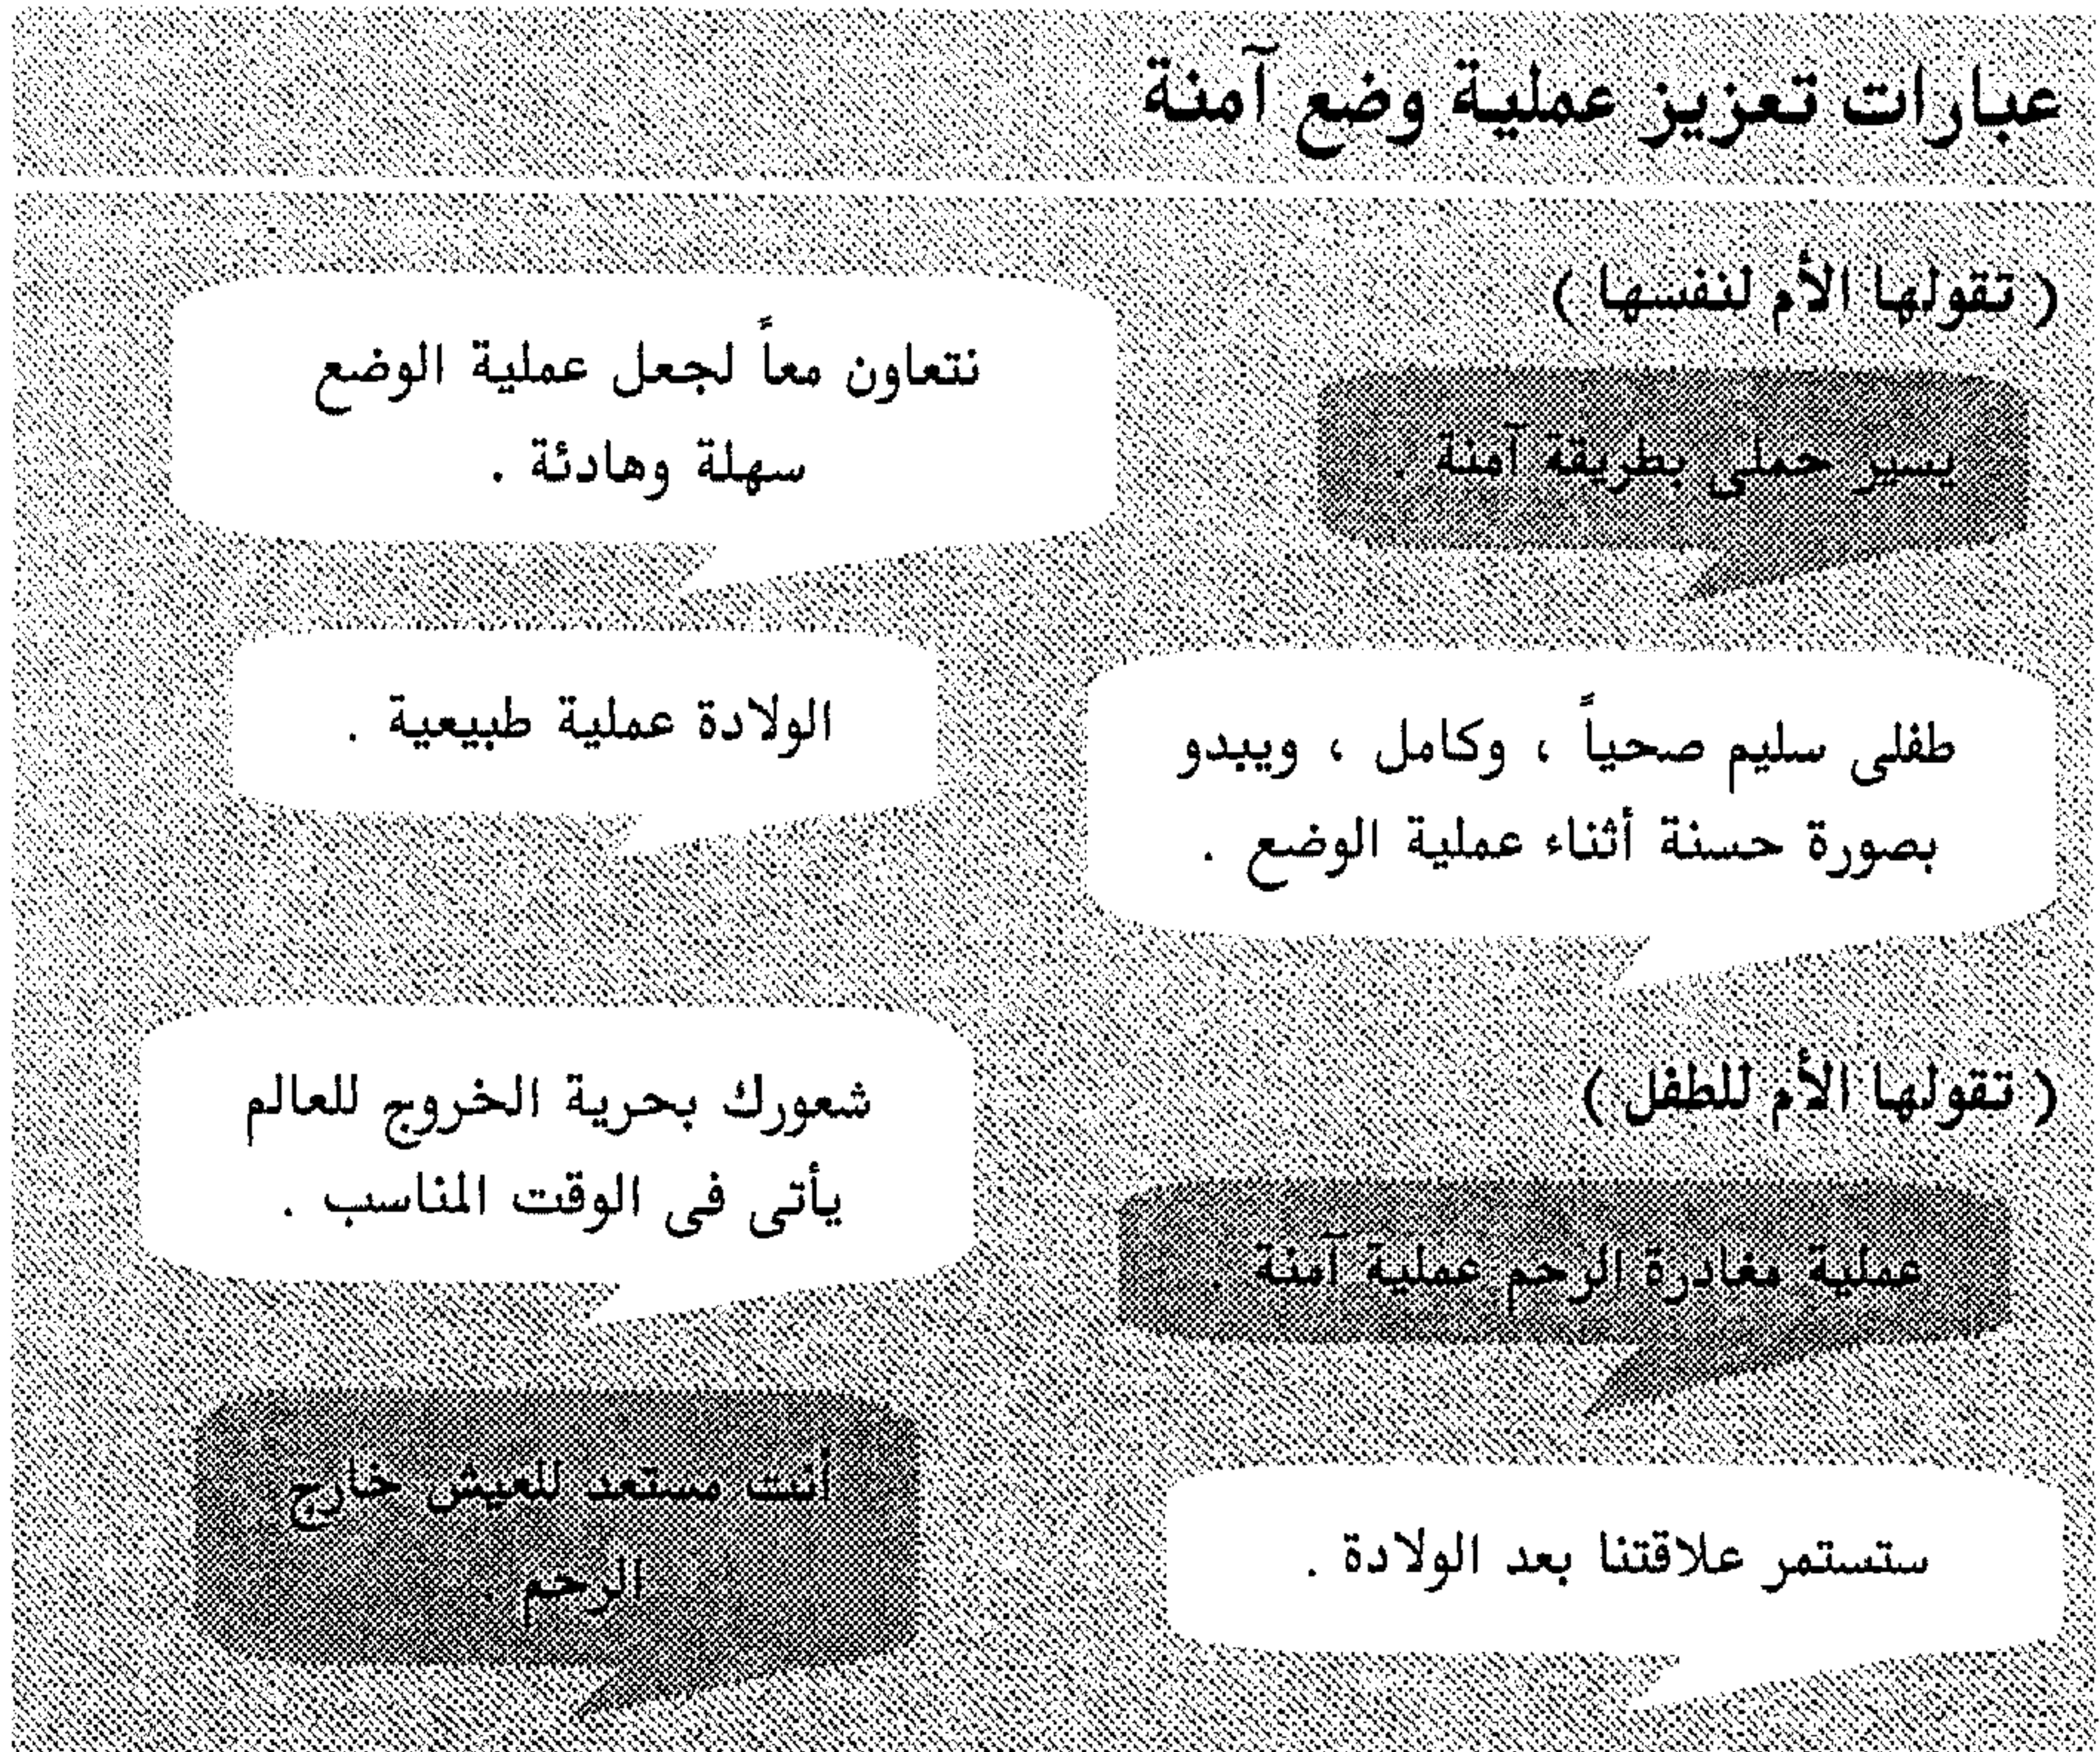 عبارات تعزيز عملية وضع آمنة
( تقولها الأم لنفسها )
يسير حملى بطريقة آمنة .
نتعاون معاً لجعل عملية الوضع
سهلة وهادئة .
طفلى سليم صحياً ، وكامل ، ويبدو
بصورة حسنة أثناء عملية الوضع .
الولادة عملية طبيعية .
( تقولها الأم للطفل )
عملية مغادرة الرحم عملية آمنة .
شعورك بحرية الخروج للعالم
يأتى فى الوقت المناسب .
ستستمر علاقتنا بعد الولادة .
أنت مستعد للعيش خارج
الرحم .